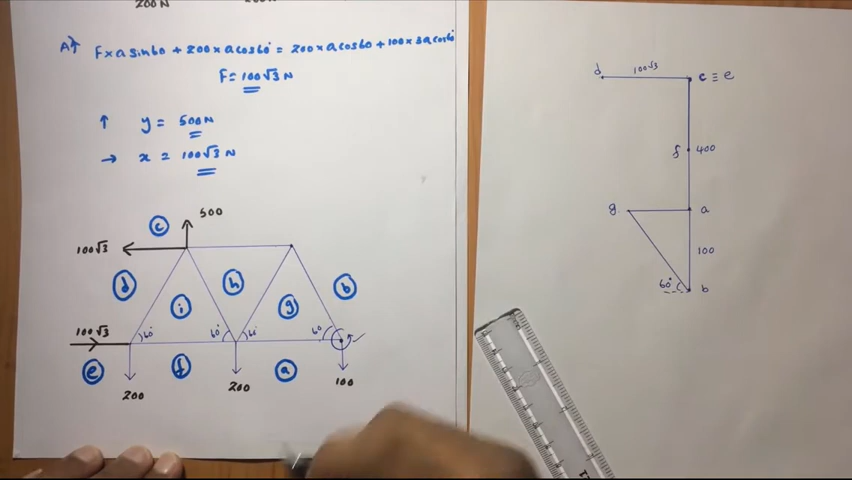 200 N
A↑ F×a sin60 + 200×a cos60° = 200×a cos60 + 100×3a cos60°
F = 100√3 N
↑ y = 500N
→ x = 100√3 N
c
500
100√3
d
h
b
i
g
100√3
60°
60°
60°
60
e
f
a
200
200
100
d
100√3
c ≡ e
f
400
g
a
100
60°
b